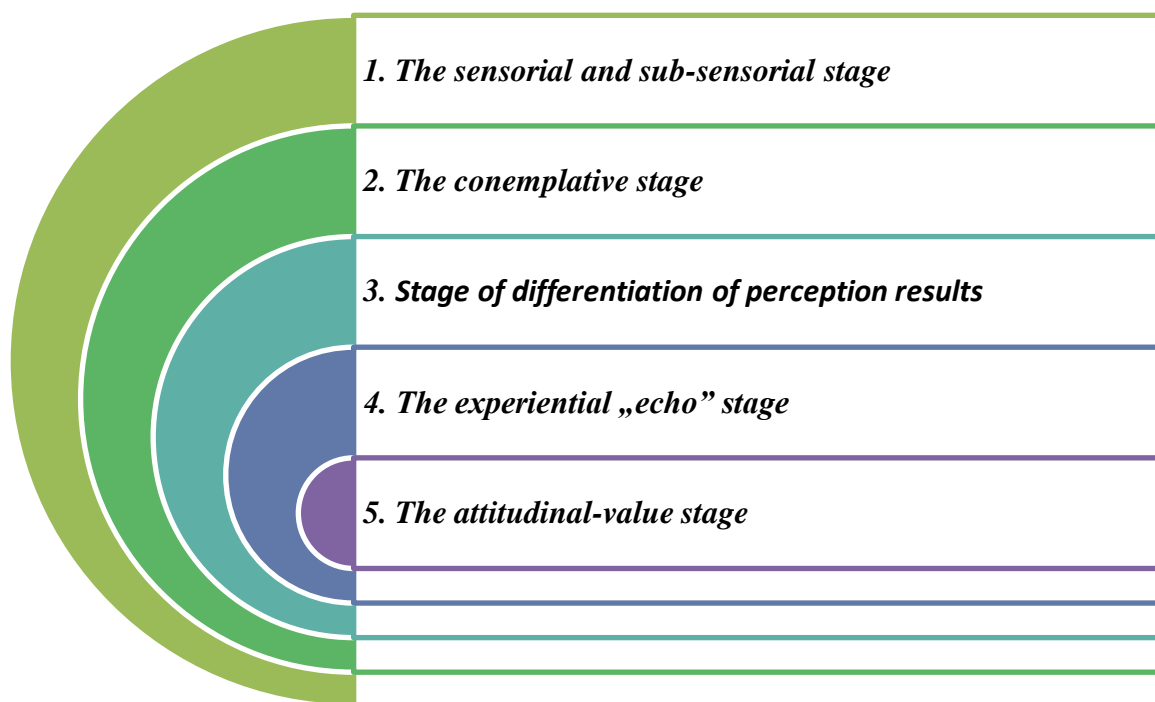 1. The sensorial and sub-sensorial stage
2. The conemplative stage
3. Stage of differentiation of perception results
4. The experiential „echo” stage
5. The attitudinal-value stage